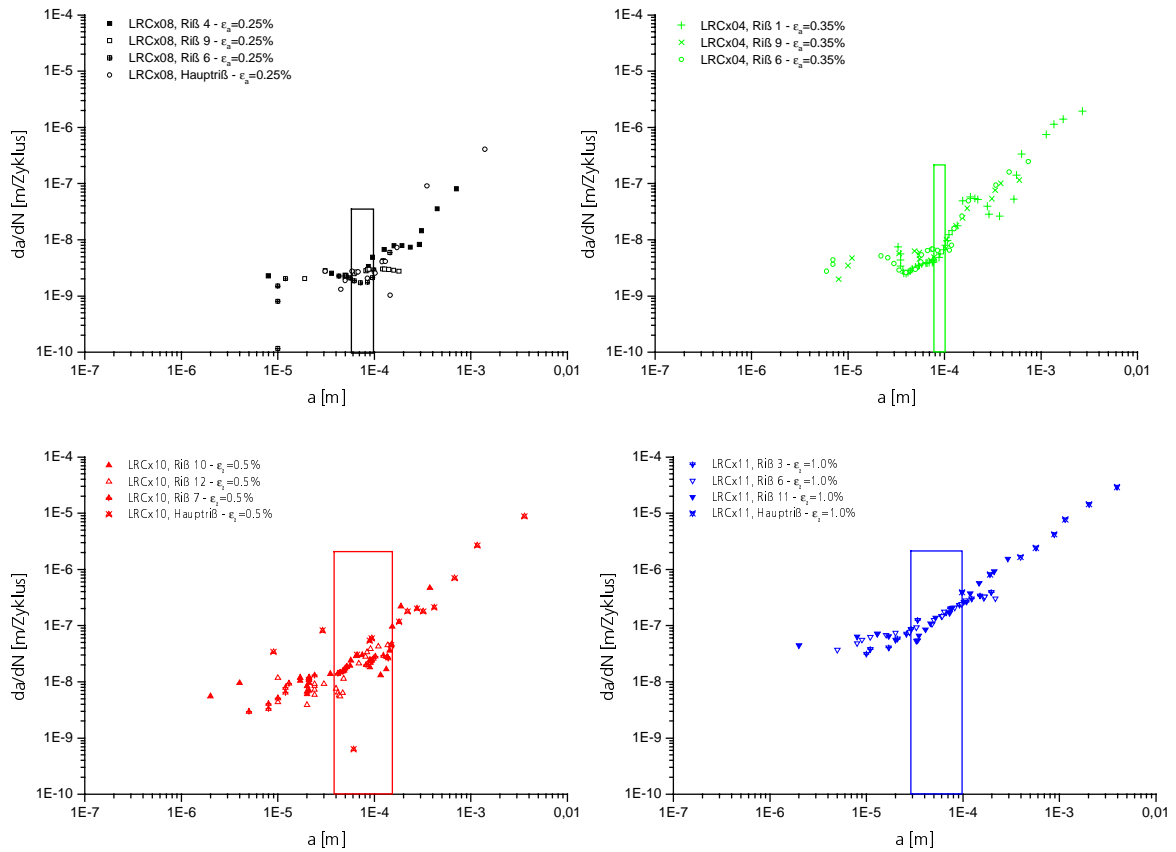 LRCx08, Riß 4 - εa=0.25%
LRCx08, Riß 9 - εa=0.25%
LRCx08, Riß 6 - εa=0.25%
LRCx08, Hauptriß - εa=0.25%
1E-4
1E-5
1E-6
1E-7
1E-8
1E-9
1E-10
da/dN [m/Zyklus]
1E-7 1E-6 1E-5 1E-4 1E-3 0,01
a [m]
LRCx04, Riß 1 - εa=0.35%
LRCx04, Riß 9 - εa=0.35%
LRCx04, Riß 6 - εa=0.35%
1E-4
1E-5
1E-6
1E-7
1E-8
1E-9
1E-10
da/dN [m/Zyklus]
1E-7 1E-6 1E-5 1E-4 1E-3 0,01
a [m]
LRCx10, Riß 10 - εa=0.5%
LRCx10, Riß 12 - εa=0.5%
LRCx10, Riß 7 - εa=0.5%
LRCx10, Hauptriß - εa=0.5%
1E-4
1E-5
1E-6
1E-7
1E-8
1E-9
1E-10
da/dN [m/Zyklus]
1E-7 1E-6 1E-5 1E-4 1E-3 0,01
a [m]
LRCx11, Riß 3 - εa=1.0%
LRCx11, Riß 6 - εa=1.0%
LRCx11, Riß 11 - εa=1.0%
LRCx11, Hauptriß - εa=1.0%
1E-4
1E-5
1E-6
1E-7
1E-8
1E-9
1E-10
da/dN [m/Zyklus]
1E-7 1E-6 1E-5 1E-4 1E-3 0,01
a [m]